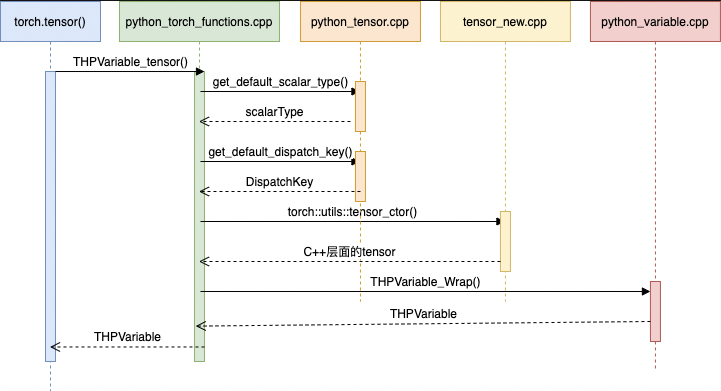 torch.tensor()
python_torch_functions.cpp
python_tensor.cpp
tensor_new.cpp
python_variable.cpp
THPVariable_tensor()
get_default_scalar_type()
scalarType
get_default_dispatch_key()
DispatchKey
torch::utils::tensor_ctor()
C++层面的tensor
THPVariable_Wrap()
THPVariable
THPVariable